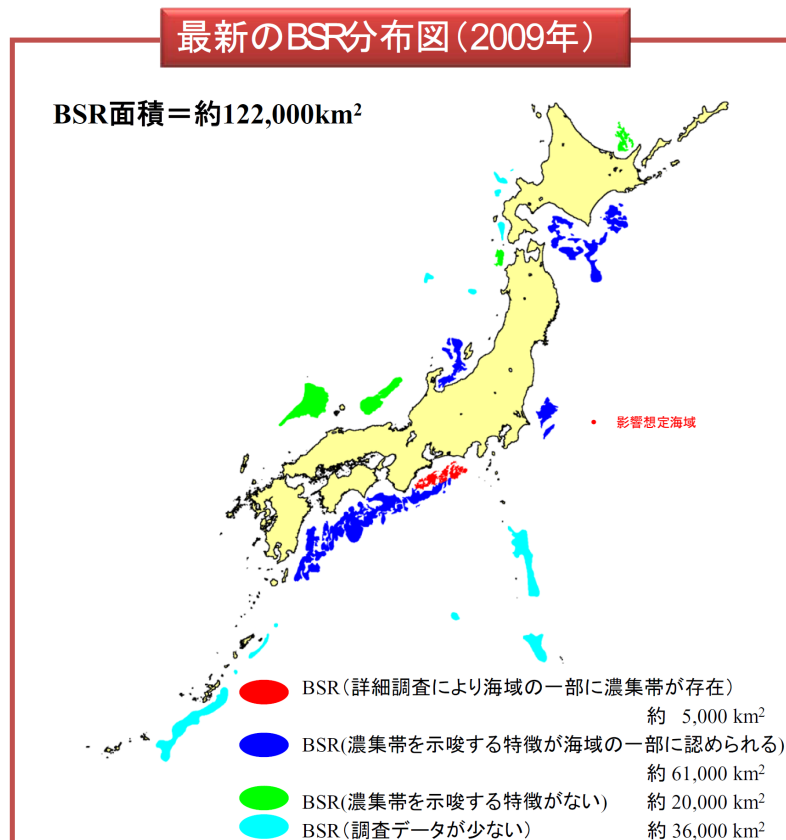 最新のBSR分布図（2009年）
BSR面積＝約122,000km²
影響想定海域
BSR（詳細調査により海域の一部に濃集帯が存在）
約 5,000 km²
BSR(濃集帯を示唆する特徴が海域の一部に認められる)
約 61,000 km²
BSR(濃集帯を示唆する特徴がない) 約 20,000 km²
BSR（調査データが少ない） 約 36,000 km²